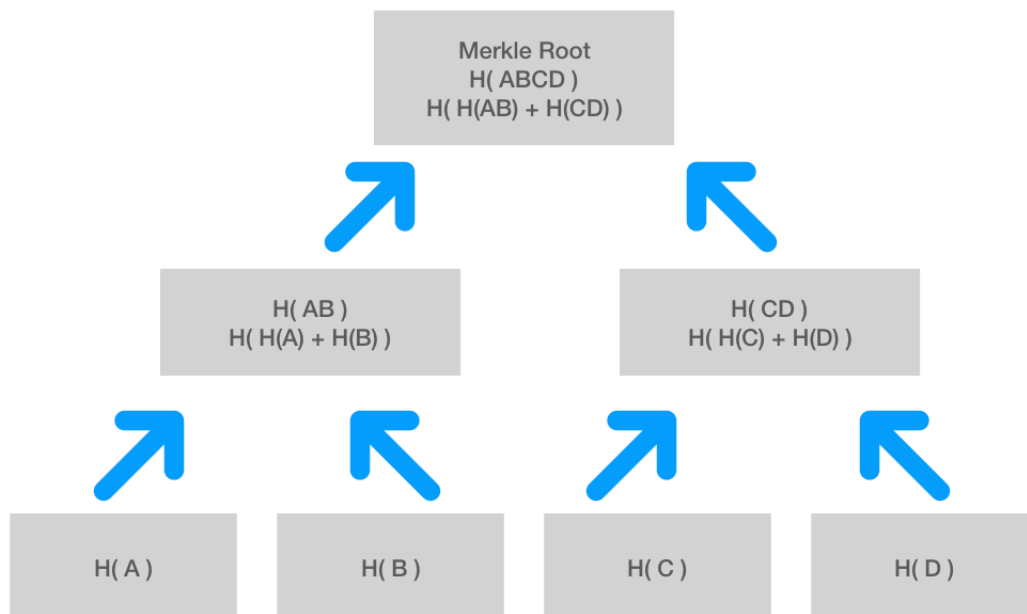 Merkle Root
H( ABCD )
H( H(AB) + H(CD) )
H( AB )
H( H(A) + H(B) )
H( CD )
H( H(C) + H(D) )
H( A )
H( B )
H( C )
H( D )